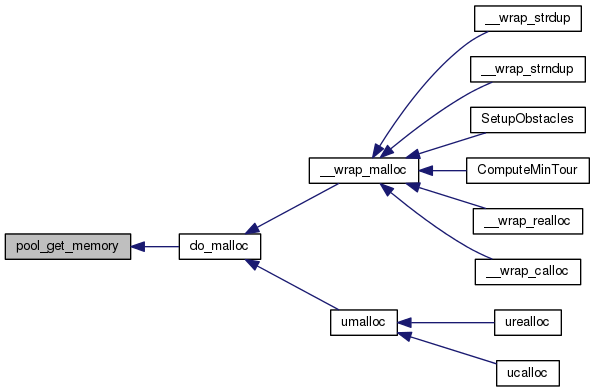 __wrap_strdup
__wrap_strndup
SetupObstacles
__wrap_malloc
ComputeMinTour
__wrap_realloc
pool_get_memory
do_malloc
__wrap_calloc
umalloc
urealloc
ucalloc